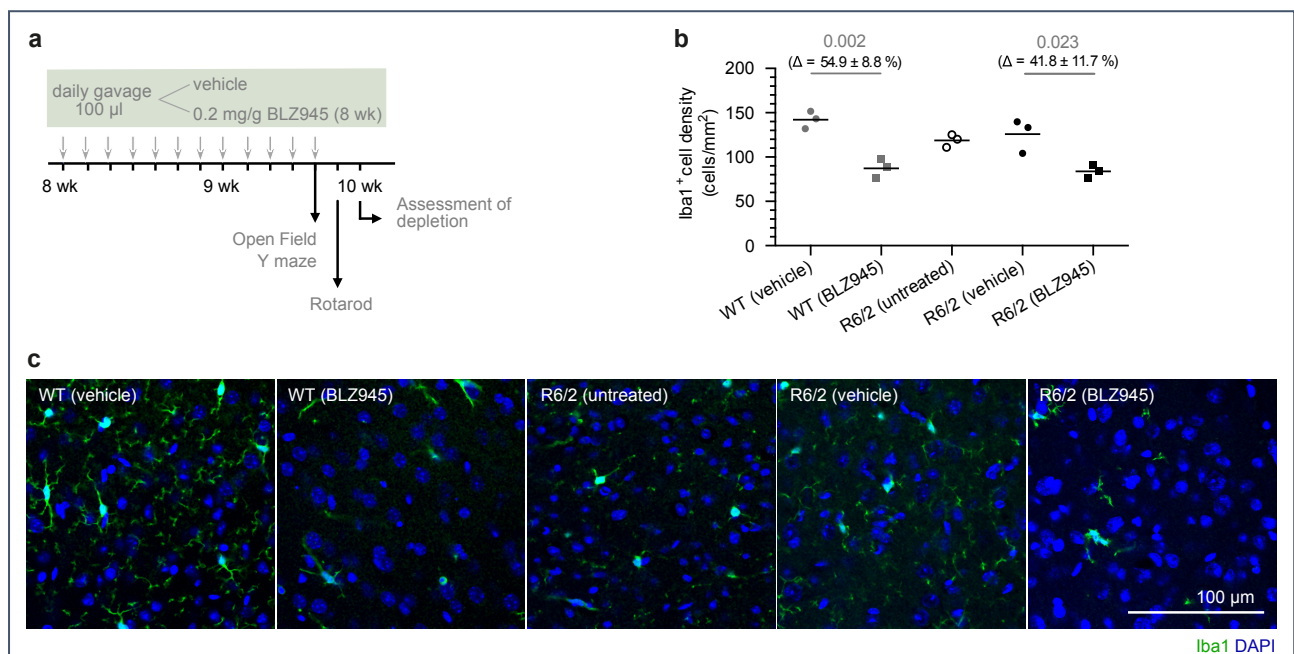 a
daily gavage
100 µl
vehicle
0.2 mg/g BLZ945 (8 wk)
8 wk
9 wk
10 wk
Assessment of
depletion
Open Field
Y maze
Rotarod
b
0.002
(Δ = 54.9 ± 8.8 %)
0.023
(Δ = 41.8 ± 11.7 %)
Iba1⁺ cell density
(cells/mm²)
200
150
100
50
0
WT (vehicle)
WT (BLZ945)
R6/2 (untreated)
R6/2 (vehicle)
R6/2 (BLZ945)
c
WT (vehicle)
WT (BLZ945)
R6/2 (untreated)
R6/2 (vehicle)
R6/2 (BLZ945)
100 µm
Iba1 DAPI